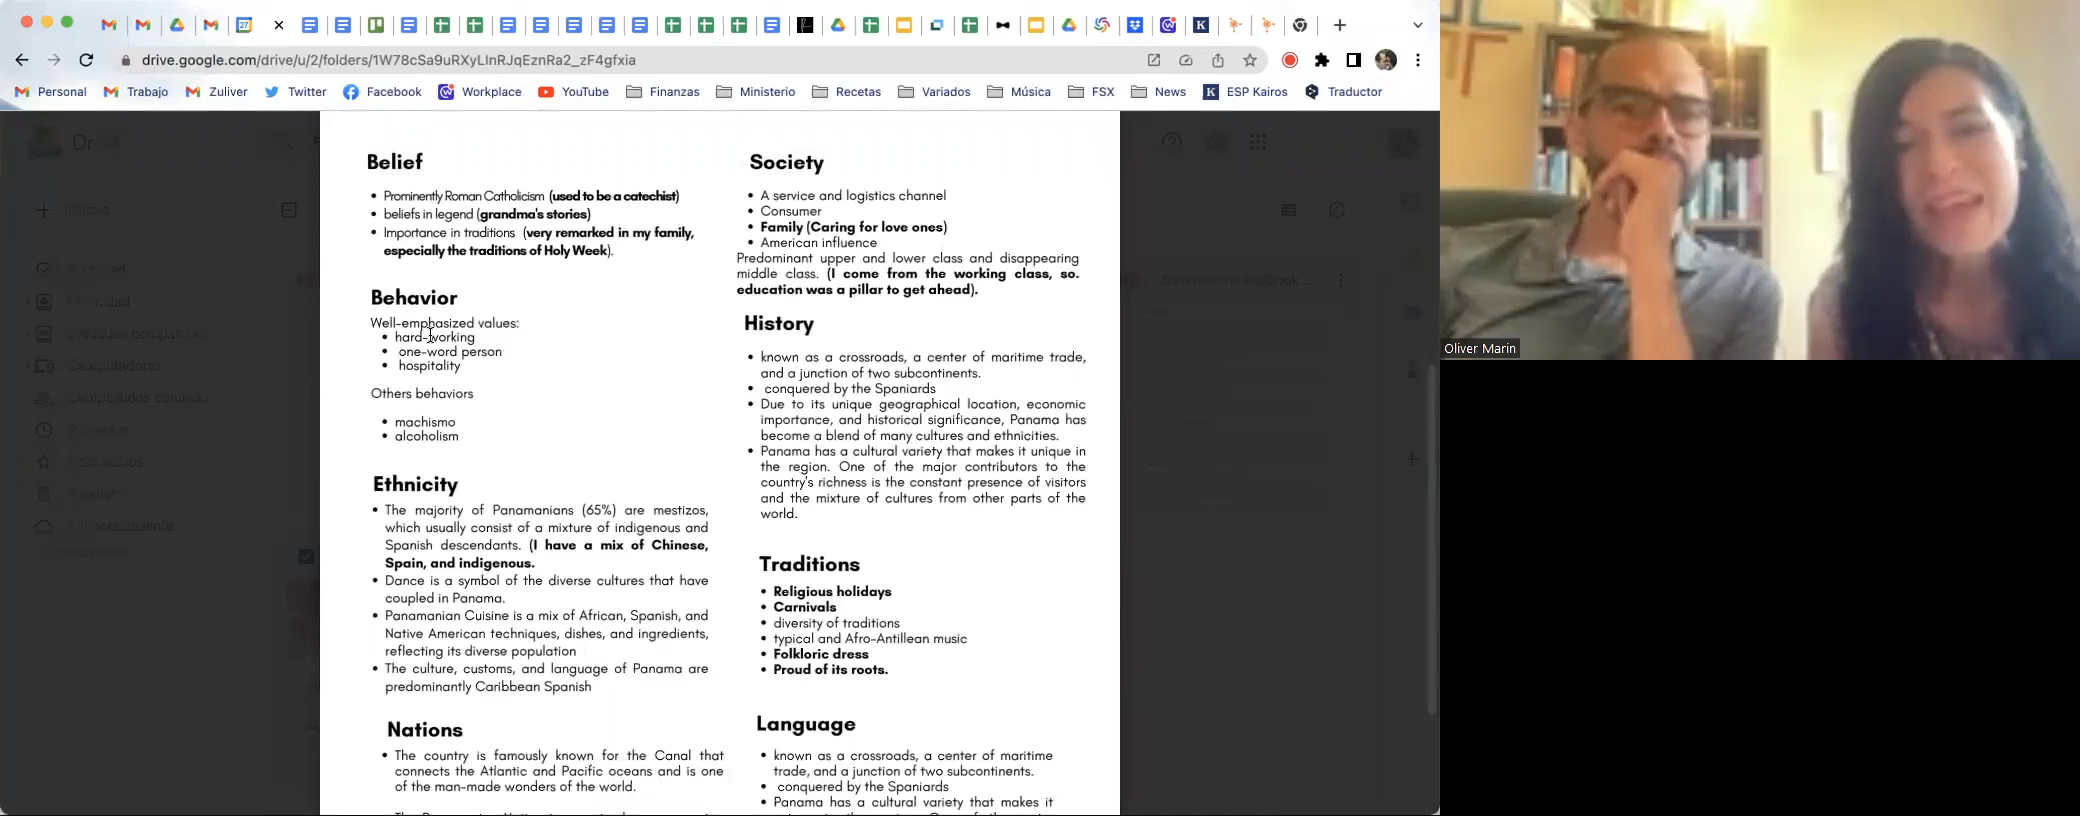 27
K
drive.google.com/drive/u/2/folders/1W78cSa9uRXyLInRJqEznRa2_zF4gfxia
Personal Trabajo Zuliver Twitter Facebook Workplace YouTube Finanzas Ministerio Recetas Variados Música FSX News K ESP Kairos Traductor
Belief
• Prominently Roman Catholicism (used to be a catechist)
• beliefs in legend (grandma's stories)
• Importance in traditions (very remarked in my family,
especially the traditions of Holy Week).
Behavior
Well-emphasized values:
• hard-working
• one-word person
• hospitality
Others behaviors
• machismo
• alcoholism
Ethnicity
• The majority of Panamanians (65%) are mestizos,
which usually consist of a mixture of indigenous and
Spanish descendants. (I have a mix of Chinese,
Spain, and indigenous.
• Dance is a symbol of the diverse cultures that have
coupled in Panama.
• Panamanian Cuisine is a mix of African, Spanish, and
Native American techniques, dishes, and ingredients,
reflecting its diverse population
• The culture, customs, and language of Panama are
predominantly Caribbean Spanish
Nations
• The country is famously known for the Canal that
connects the Atlantic and Pacific oceans and is one
of the man-made wonders of the world.
Society
• A service and logistics channel
• Consumer
• Family (Caring for love ones)
• American influence
Predominant upper and lower class and disappearing
middle class. (I come from the working class, so.
education was a pillar to get ahead).
History
• known as a crossroads, a center of maritime trade,
and a junction of two subcontinents.
• conquered by the Spaniards
• Due to its unique geographical location, economic
importance, and historical significance, Panama has
become a blend of many cultures and ethnicities.
• Panama has a cultural variety that makes it unique in
the region. One of the major contributors to the
country's richness is the constant presence of visitors
and the mixture of cultures from other parts of the
world.
Traditions
• Religious holidays
• Carnivals
• diversity of traditions
• typical and Afro-Antillean music
• Folkloric dress
• Proud of its roots.
Language
• known as a crossroads, a center of maritime
trade, and a junction of two subcontinents.
• conquered by the Spaniards
• Panama has a cultural variety that makes it
Oliver Marin